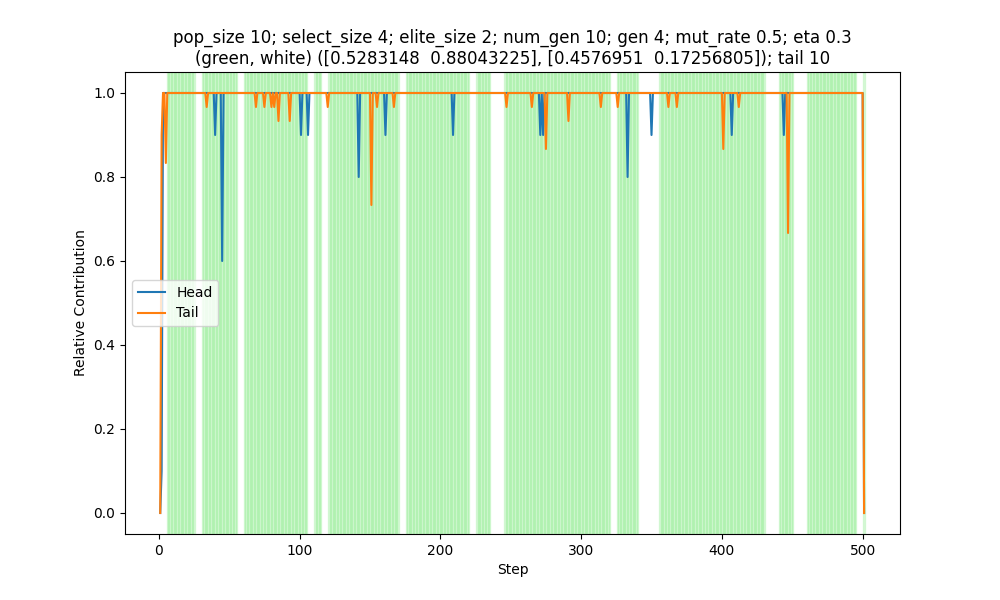 pop_size 10; select_size 4; elite_size 2; num_gen 10; gen 4; mut_rate 0.5; eta 0.3
(green, white) ([0.5283148  0.88043225], [0.4576951  0.17256805]); tail 10
1.0
0.8
0.6
0.4
0.2
0.0
Relative Contribution
Head
Tail
0
100
200
300
400
500
Step